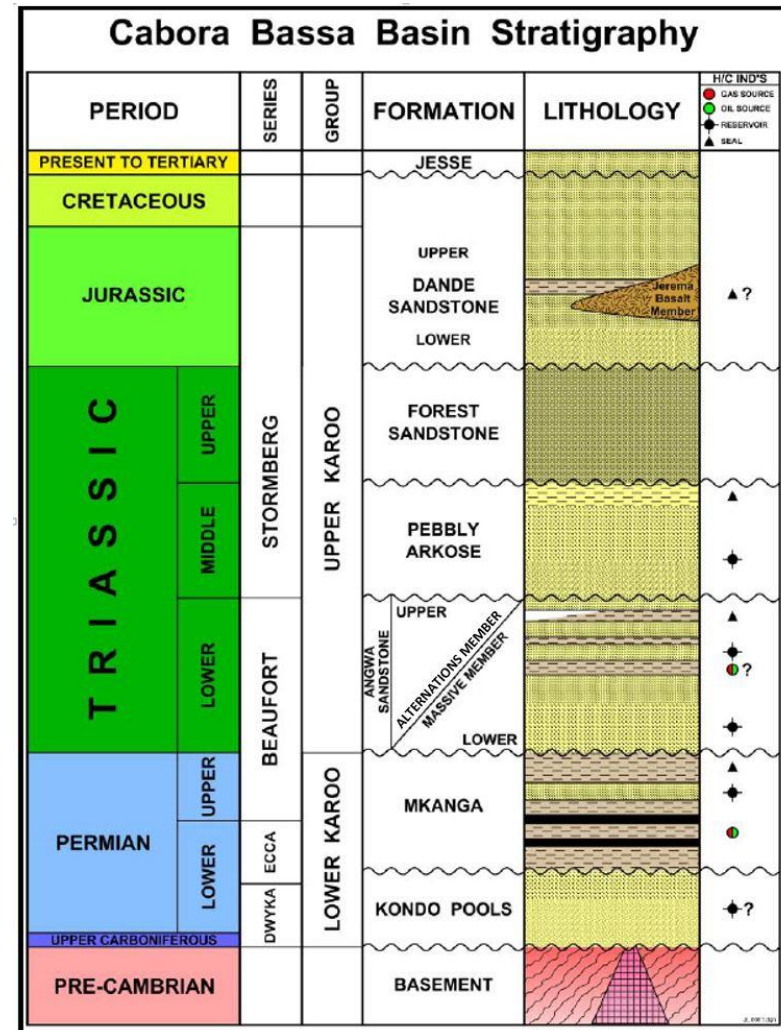 Cabora Bassa Basin Stratigraphy
PERIOD
SERIES
GROUP
FORMATION
LITHOLOGY
H/C IND'S
GAS SOURCE
OIL SOURCE
RESERVOIR
SEAL
PRESENT TO TERTIARY
JESSE
CRETACEOUS
JURASSIC
UPPER
DANDE
SANDSTONE
LOWER
Jerema
Basalt
Member
?
TRIASSIC
UPPER
MIDDLE
LOWER
STORMBERG
UPPER KAROO
FOREST
SANDSTONE
PEBBLY
ARKOSE
BEAUFORT
ANGWA
SANDSTONE
UPPER
ALTERNATIONS MEMBER
MASSIVE MEMBER
LOWER
?
PERMIAN
UPPER
LOWER
ECCA
DWYKA
LOWER KAROO
MKANGA
KONDO POOLS
?
UPPER CARBONIFEROUS
PRE-CAMBRIAN
BASEMENT